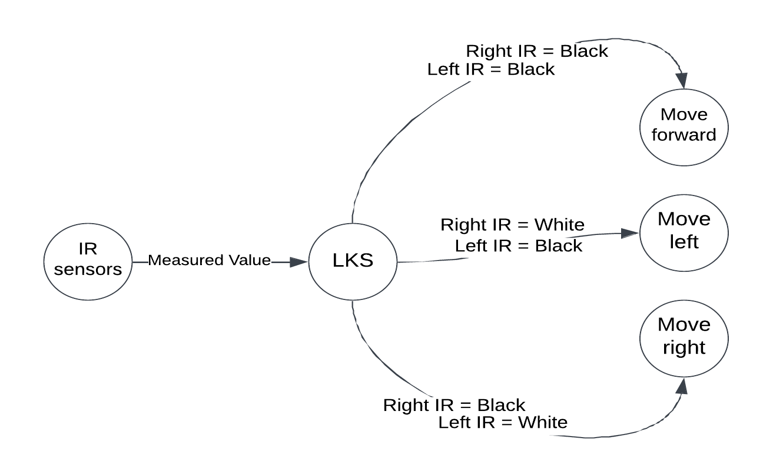 Right IR = Black
Left IR = Black
Move
forward
Right IR = White
Left IR = Black
Move
left
IR
sensors
Measured Value
LKS
Move
right
Right IR = Black
Left IR = White